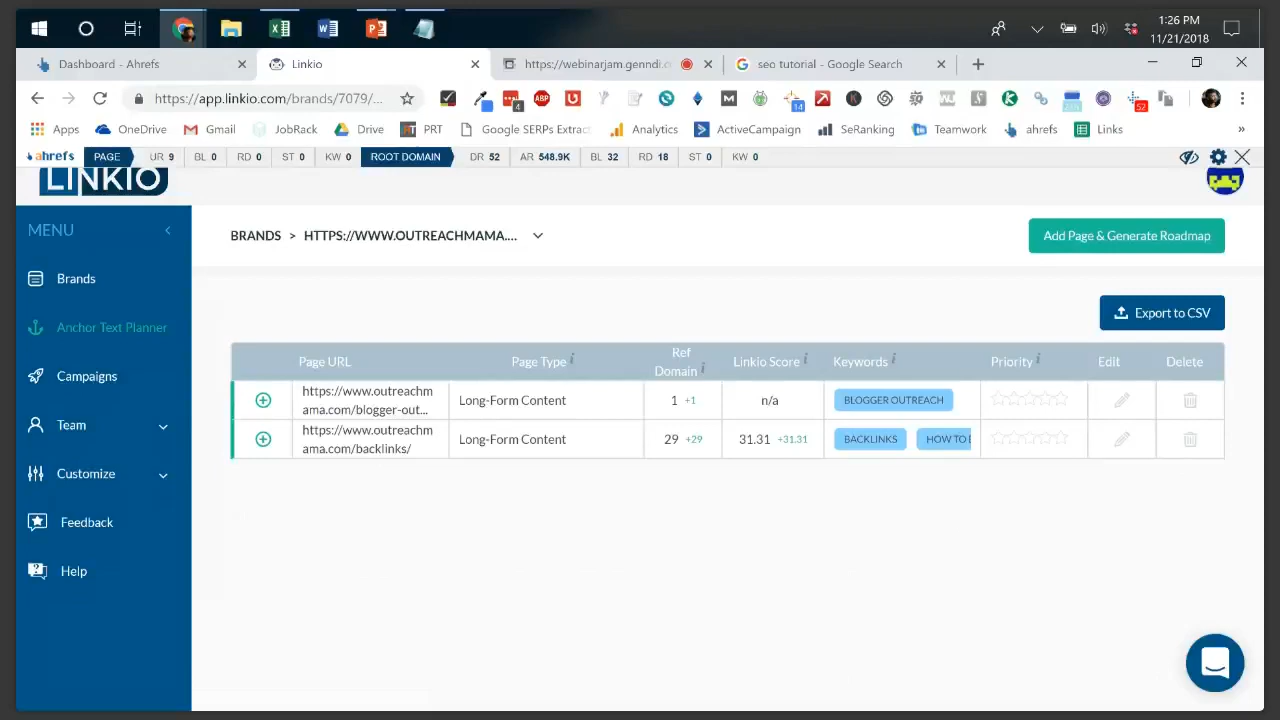 1:26 PM
11/21/2018
Dashboard - Ahrefs
Linkio
https://webinarjam.genndi.c
seo tutorial - Google Search
https://app.linkio.com/brands/7079/...
Apps
OneDrive
Gmail
JobRack
Drive
PRT
Google SERPs Extract
Analytics
ActiveCampaign
SERanking
Teamwork
ahrefs
Links
»
ahrefs PAGE UR 9 BL 0 RD 0 ST 0 KW 0 ROOT DOMAIN DR 52 AR 548.9K BL 32 RD 18 ST 0 KW 0
LINKIO
MENU
BRANDS > HTTPS://WWW.OUTREACHMAMA....
Add Page & Generate Roadmap
Brands
Anchor Text Planner
Campaigns
Team
Customize
Feedback
Help
Export to CSV
Page URL
Page Type
Ref
Domain
Linkio Score
Keywords
Priority
Edit
Delete
https://www.outreachm
ama.com/blogger-out...
Long-Form Content
1 +1
n/a
BLOGGER OUTREACH
https://www.outreachm
ama.com/backlinks/
Long-Form Content
29 +29
31.31 +31.31
BACKLINKS
HOW TO